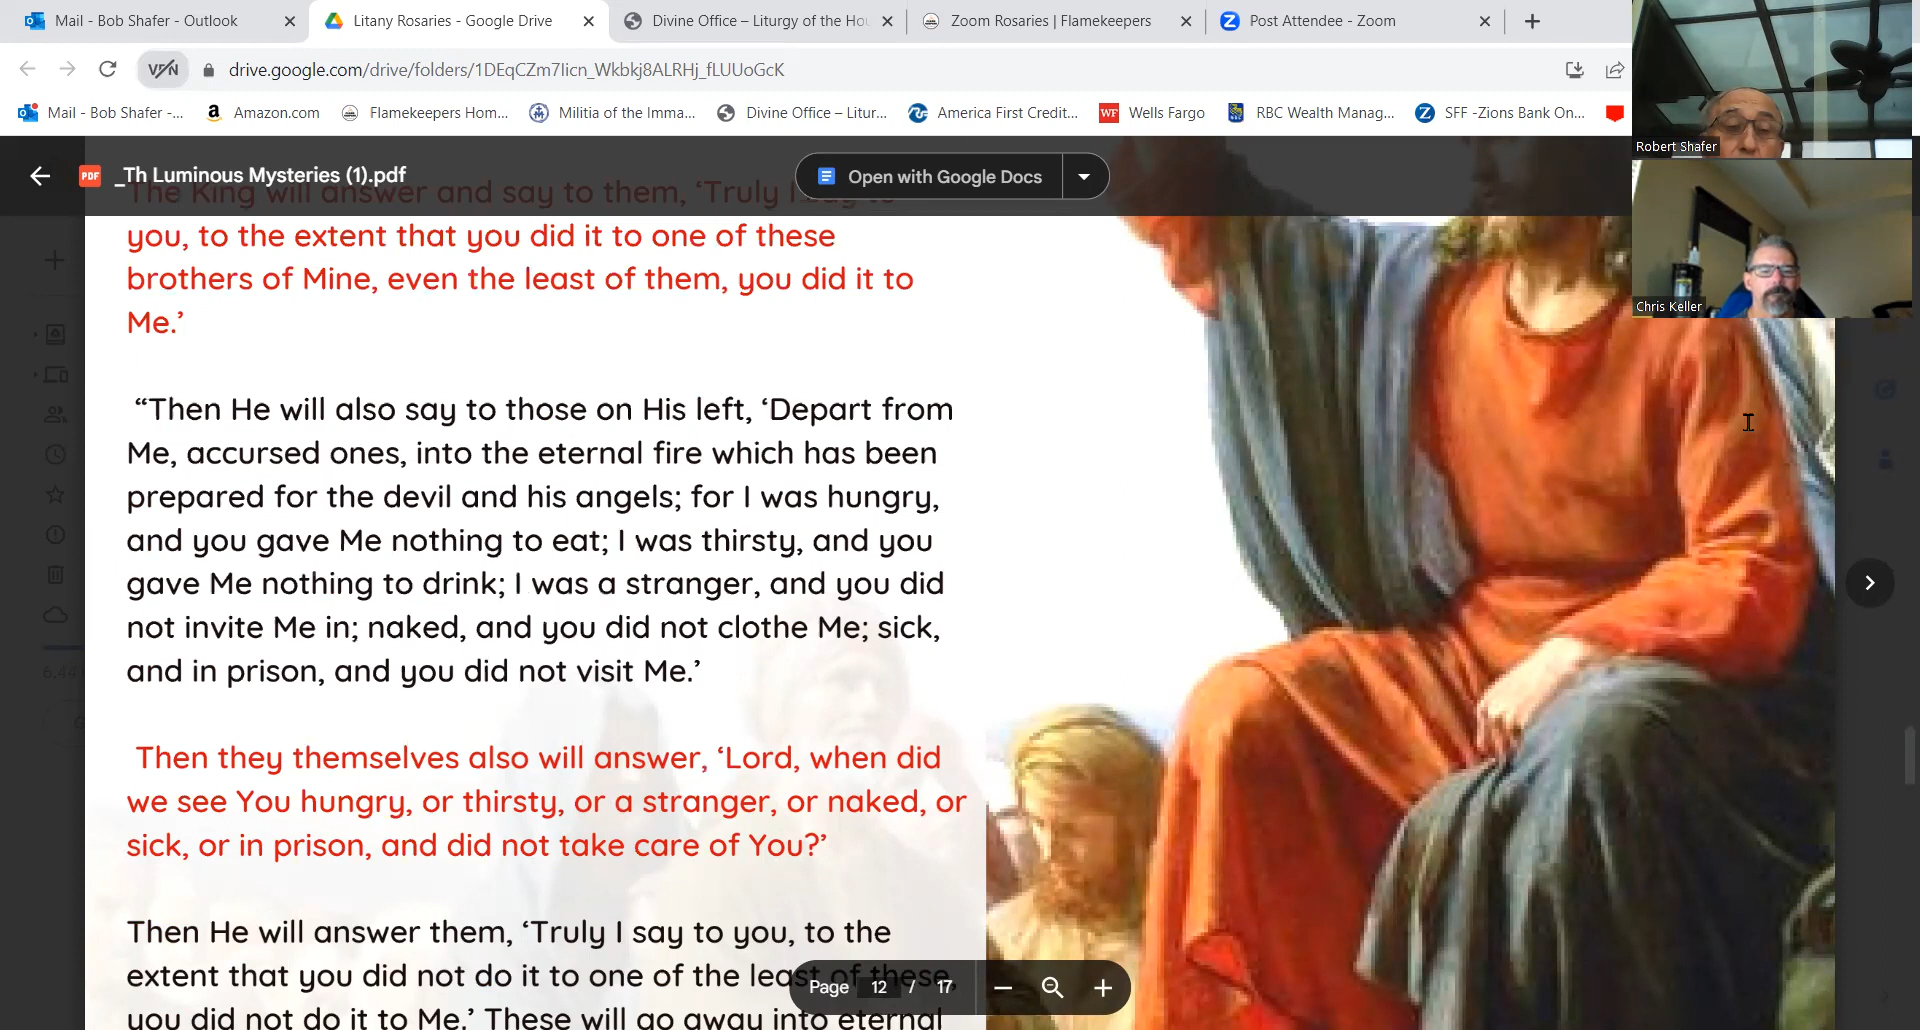 Mail - Bob Shafer - Outlook
Litany Rosaries - Google Drive
Divine Office – Liturgy of the Hou
Zoom Rosaries | Flamekeepers
Post Attendee - Zoom
VPN
drive.google.com/drive/folders/1DEqCZm7Iicn_Wkbkj8ALRHj_fLUUoGcK
Mail - Bob Shafer -...
Amazon.com
Flamekeepers Hom...
Militia of the Imma...
Divine Office – Litur...
America First Credit...
WF Wells Fargo
RBC Wealth Manag...
SFF -Zions Bank On...
Robert Shafer
Chris Keller
PDF _Th Luminous Mysteries (1).pdf
Open with Google Docs
The King will answer and say to them, ‘Truly I say to
you, to the extent that you did it to one of these
brothers of Mine, even the least of them, you did it to
Me.’
“Then He will also say to those on His left, ‘Depart from
Me, accursed ones, into the eternal fire which has been
prepared for the devil and his angels; for I was hungry,
and you gave Me nothing to eat; I was thirsty, and you
gave Me nothing to drink; I was a stranger, and you did
not invite Me in; naked, and you did not clothe Me; sick,
and in prison, and you did not visit Me.’
Then they themselves also will answer, ‘Lord, when did
we see You hungry, or thirsty, or a stranger, or naked, or
sick, or in prison, and did not take care of You?’
Then He will answer them, ‘Truly I say to you, to the
extent that you did not do it to one of the least of these,
you did not do it to Me.’ These will go away into eternal
Page 12 / 17
6.44